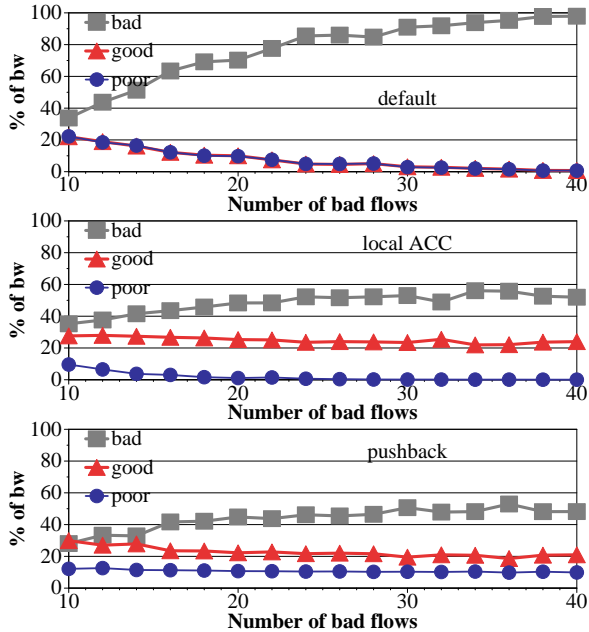 100
80
60
40
20
0
% of bw
bad
good
poor
default
10 20 30 40
Number of bad flows
100
80
60
40
20
0
% of bw
bad
good
poor
local ACC
10 20 30 40
Number of bad flows
100
80
60
40
20
0
% of bw
bad
good
poor
pushback
10 20 30 40
Number of bad flows